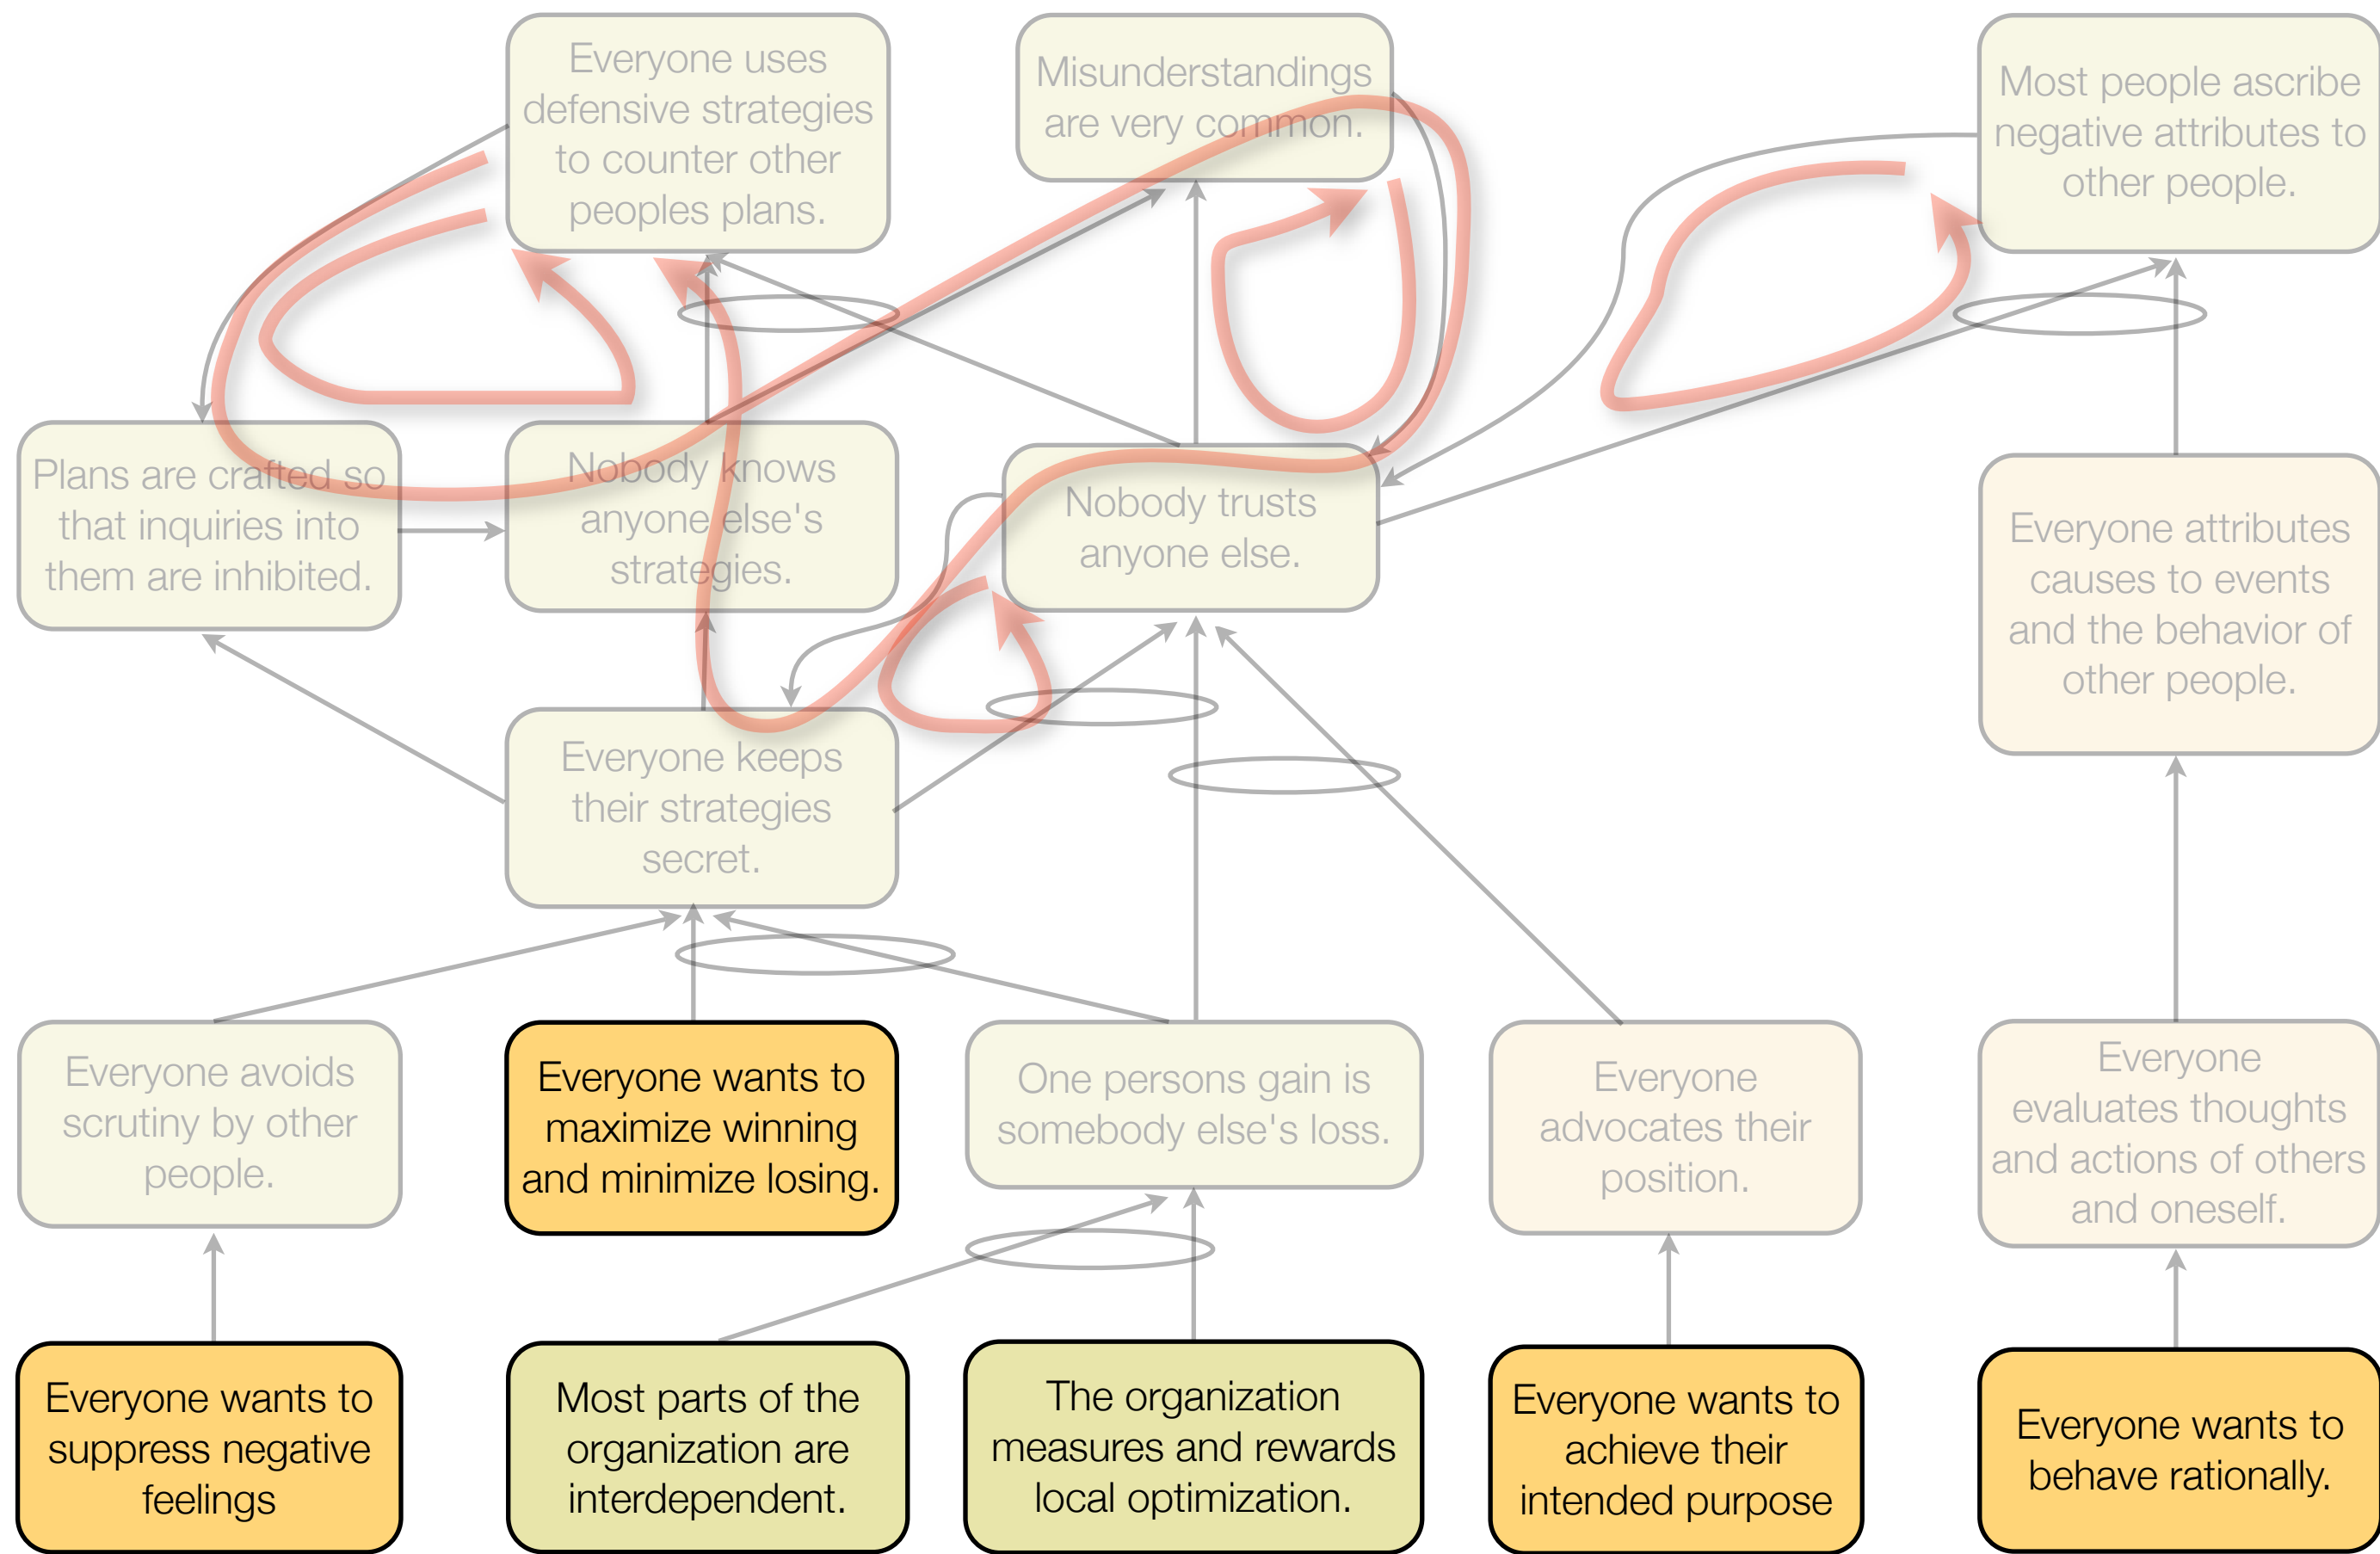 Everyone uses
defensive strategies
to counter other
peoples plans.
Misunderstandings
are very common.
Most people ascribe
negative attributes to
other people.
Plans are crafted so
that inquiries into
them are inhibited.
Nobody knows
anyone else's
strategies.
Nobody trusts
anyone else.
Everyone attributes
causes to events
and the behavior of
other people.
Everyone keeps
their strategies
secret.
Everyone avoids
scrutiny by other
people.
Everyone wants to
maximize winning
and minimize losing.
One persons gain is
somebody else's loss.
Everyone
advocates their
position.
Everyone
evaluates thoughts
and actions of others
and oneself.
Everyone wants to
suppress negative
feelings
Most parts of the
organization are
interdependent.
The organization
measures and rewards
local optimization.
Everyone wants to
achieve their
intended purpose
Everyone wants to
behave rationally.